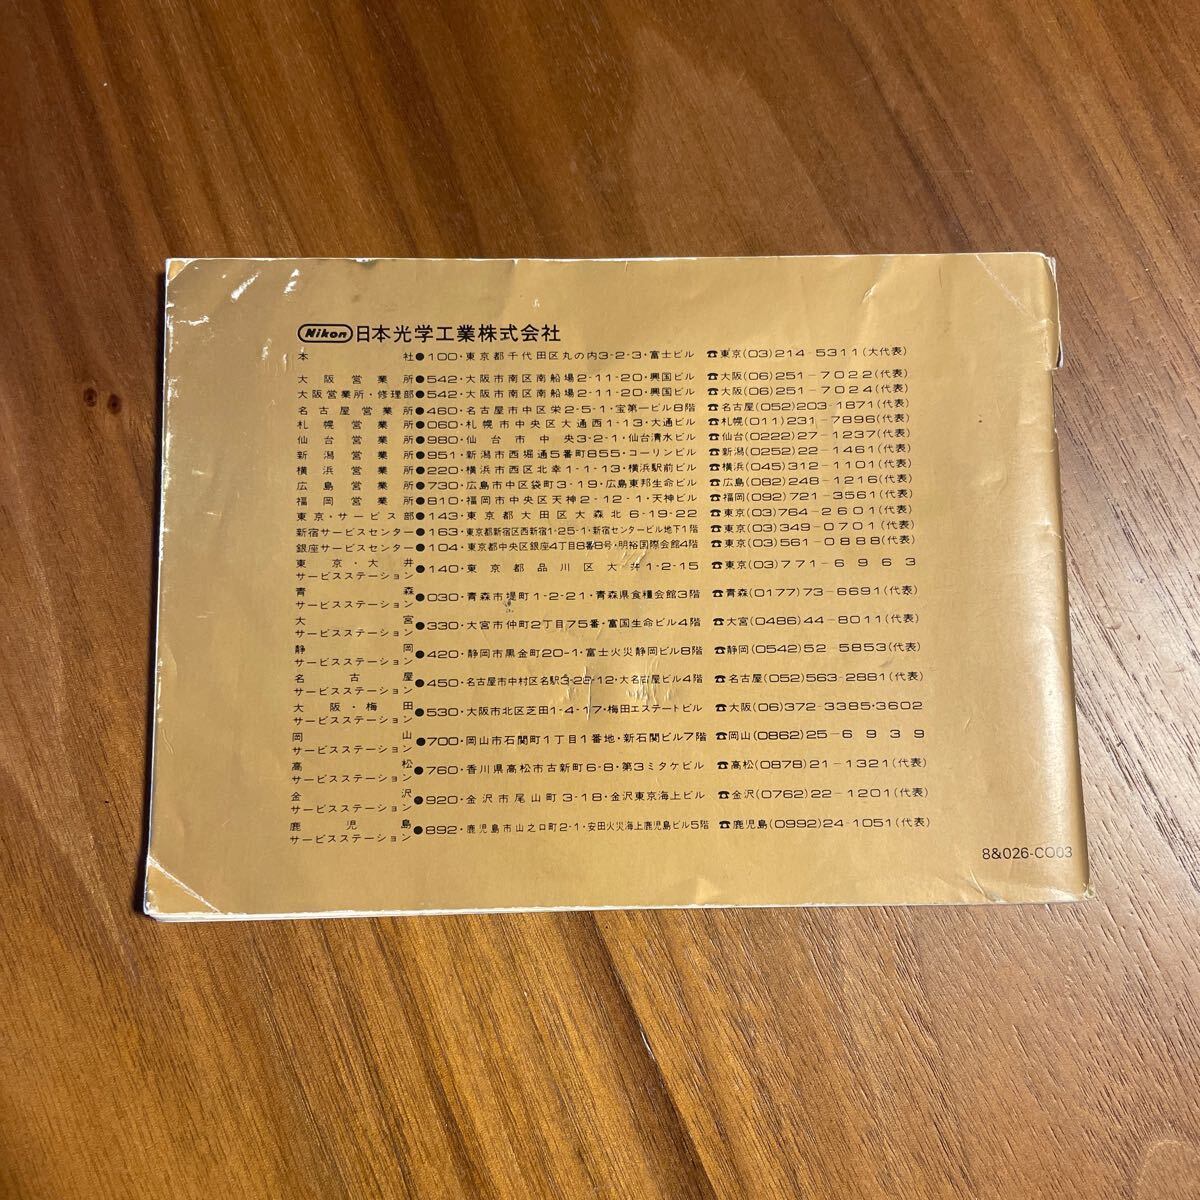 Nikon 日本光学工業株式会社
本社●100・東京都千代田区丸の内3-2-3・富士ビル ☎東京(03)214-5311(大代表)
大阪営業所●542・大阪市南区南船場2-11-20・興国ビル ☎大阪(06)251-7022(代表)
大阪営業所・修理部●542・大阪市南区南船場2-11-20・興国ビル ☎大阪(06)251-7024(代表)
名古屋営業所●460・名古屋市中区栄2-5-1・宝第一ビル8階 ☎名古屋(052)203-1871(代表)
札幌営業所●060・札幌市中央区大通西1-13・大通ビル ☎札幌(011)231-7896(代表)
仙台営業所●980・仙台市中央3-2-1・仙台清水ビル ☎仙台(0222)27-1237(代表)
新潟営業所●951・新潟市西堀通5番町855・コーリンビル ☎新潟(0252)22-1461(代表)
横浜営業所●220・横浜市西区北幸1-1-13・横浜駅前ビル ☎横浜(045)312-1101(代表)
広島営業所●730・広島市中区袋町3-19・広島東邦生命ビル ☎広島(082)248-1216(代表)
福岡営業所●810・福岡市中央区天神2-12-1・天神ビル ☎福岡(092)721-3561(代表)
東京・サービス部●143・東京都大田区大森北6-19-22 ☎東京(03)764-2601(代表)
新宿サービスセンター●163・東京都新宿区西新宿1-25-1・新宿センタービル地下1階 ☎東京(03)349-0701(代表)
銀座サービスセンター●104・東京都中央区銀座4丁目8番8号・明裕国際会館4階 ☎東京(03)561-0888(代表)
東京・大井サービスステーション●140・東京都品川区大井1-2-15 ☎東京(03)771-6963
青森サービスステーション●030・青森市堤町1-2-21・青森県食糧会館3階 ☎青森(0177)73-6691(代表)
大宮サービスステーション●330・大宮市仲町2丁目75番・富国生命ビル4階 ☎大宮(0486)44-8011(代表)
静岡サービスステーション●420・静岡市黒金町20-1・富士火災静岡ビル8階 ☎静岡(0542)52-5853(代表)
名古屋サービスステーション●450・名古屋市中村区名駅3-28-12・大名古屋ビル4階 ☎名古屋(052)563-2881(代表)
大阪・梅田サービスステーション●530・大阪市北区芝田1-4-17・梅田エステートビル ☎大阪(06)372-3385・3602
岡山サービスステーション●700・岡山市石関町1丁目1番地・新石関ビル7階 ☎岡山(0862)25-6939
高松サービスステーション●760・香川県高松市古新町6-8・第3ミタケビル ☎高松(0878)21-1321(代表)
金沢サービスステーション●920・金沢市尾山町3-18・金沢東京海上ビル ☎金沢(0762)22-1201(代表)
鹿児島サービスステーション●892・鹿児島市山之口町2-1・安田火災海上鹿児島ビル5階 ☎鹿児島(0992)24-1051(代表)
8&026-CO03